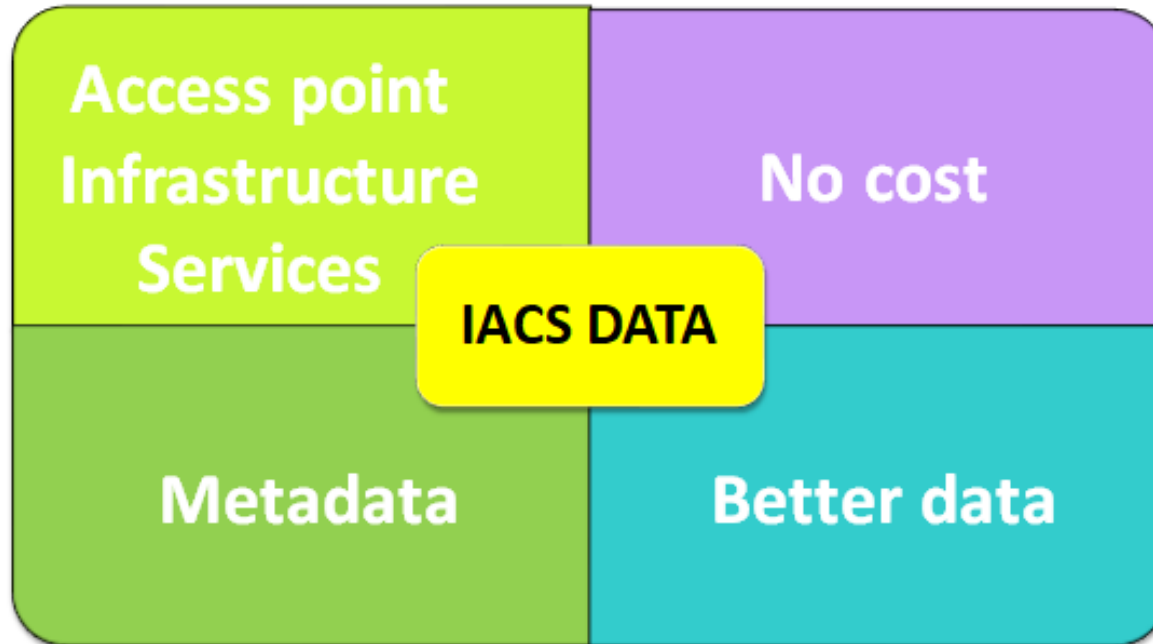 Access point
Infrastructure
Services
No cost
IACS DATA
Metadata
Better data